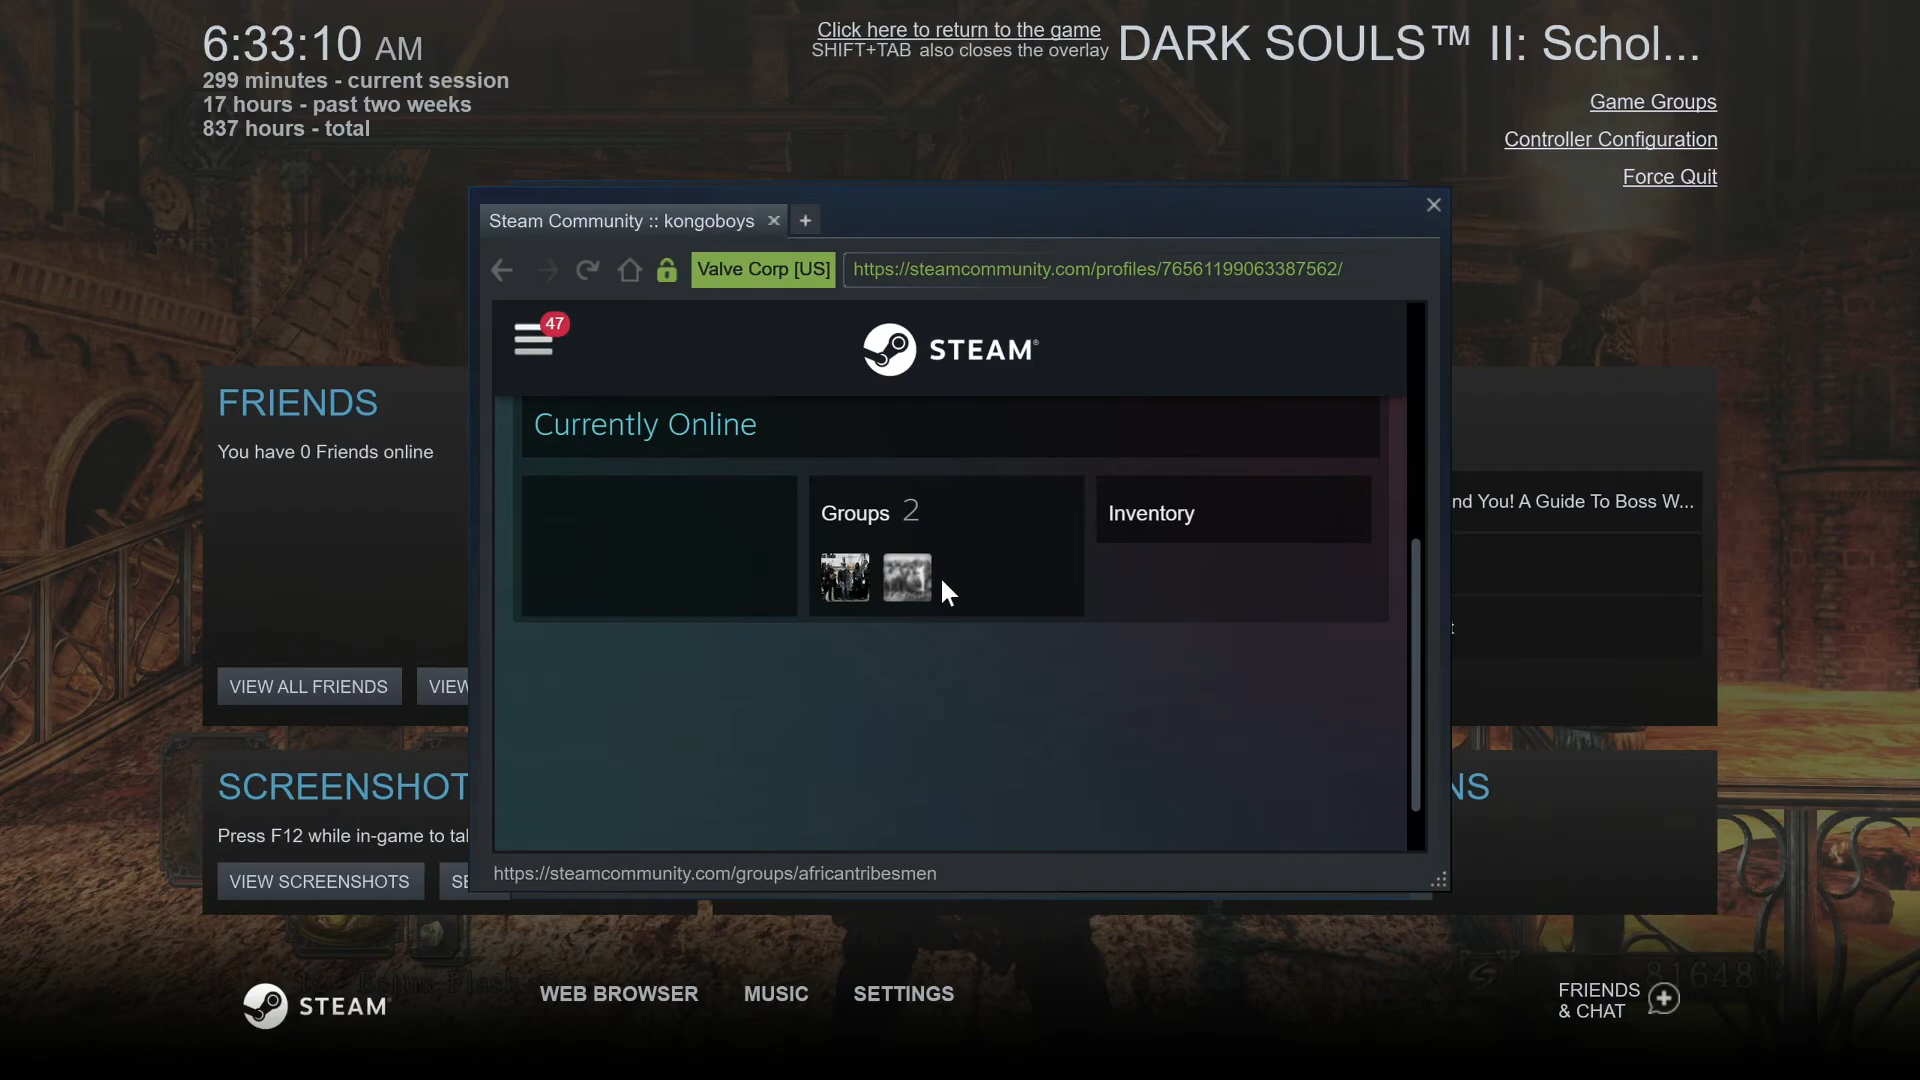 6:33:10 AM
299 minutes - current session
17 hours - past two weeks
837 hours - total
Click here to return to the game
SHIFT+TAB also closes the overlay
DARK SOULS™ II: Schol...
Game Groups
Controller Configuration
Force Quit
Steam Community :: kongoboys × +
Valve Corp [US] https://steamcommunity.com/profiles/76561199063387562/
47
STEAM®
Currently Online
Groups 2
Inventory
https://steamcommunity.com/groups/africantribesmen
FRIENDS
You have 0 Friends online
VIEW ALL FRIENDS
VIEW
nd You! A Guide To Boss W...
t
SCREENSHOT
Press F12 while in-game to tal
VIEW SCREENSHOTS
SE
NS
81648
STEAM
WEB BROWSER
MUSIC
SETTINGS
FRIENDS
& CHAT